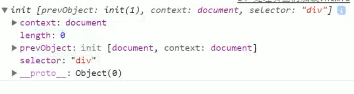 ▼init [prevObject: init(1), context: document, selector: "div"] i
▶context: document
length: 0
▶prevObject: init [document, context: document]
selector: "div"
▶__proto__: Object(0)